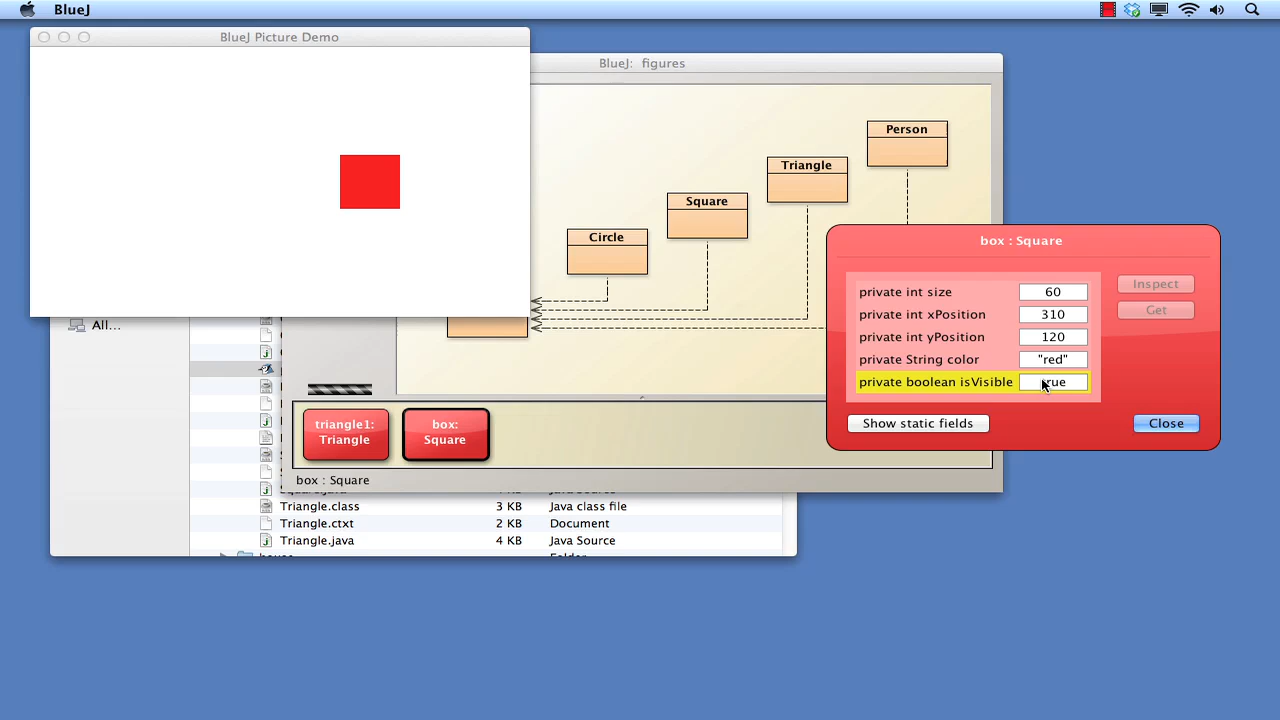 BlueJ
BlueJ Picture Demo
BlueJ: figures
Person
Triangle
Square
Circle
box : Square
private int size 60
Inspect
private int xPosition 310
Get
private int yPosition 120
private String color "red"
private boolean isVisible true
Show static fields
Close
All...
triangle1:
Triangle
box:
Square
box : Square
Triangle.class 3 KB Java class file
Triangle.ctxt 2 KB Document
Triangle.java 4 KB Java Source